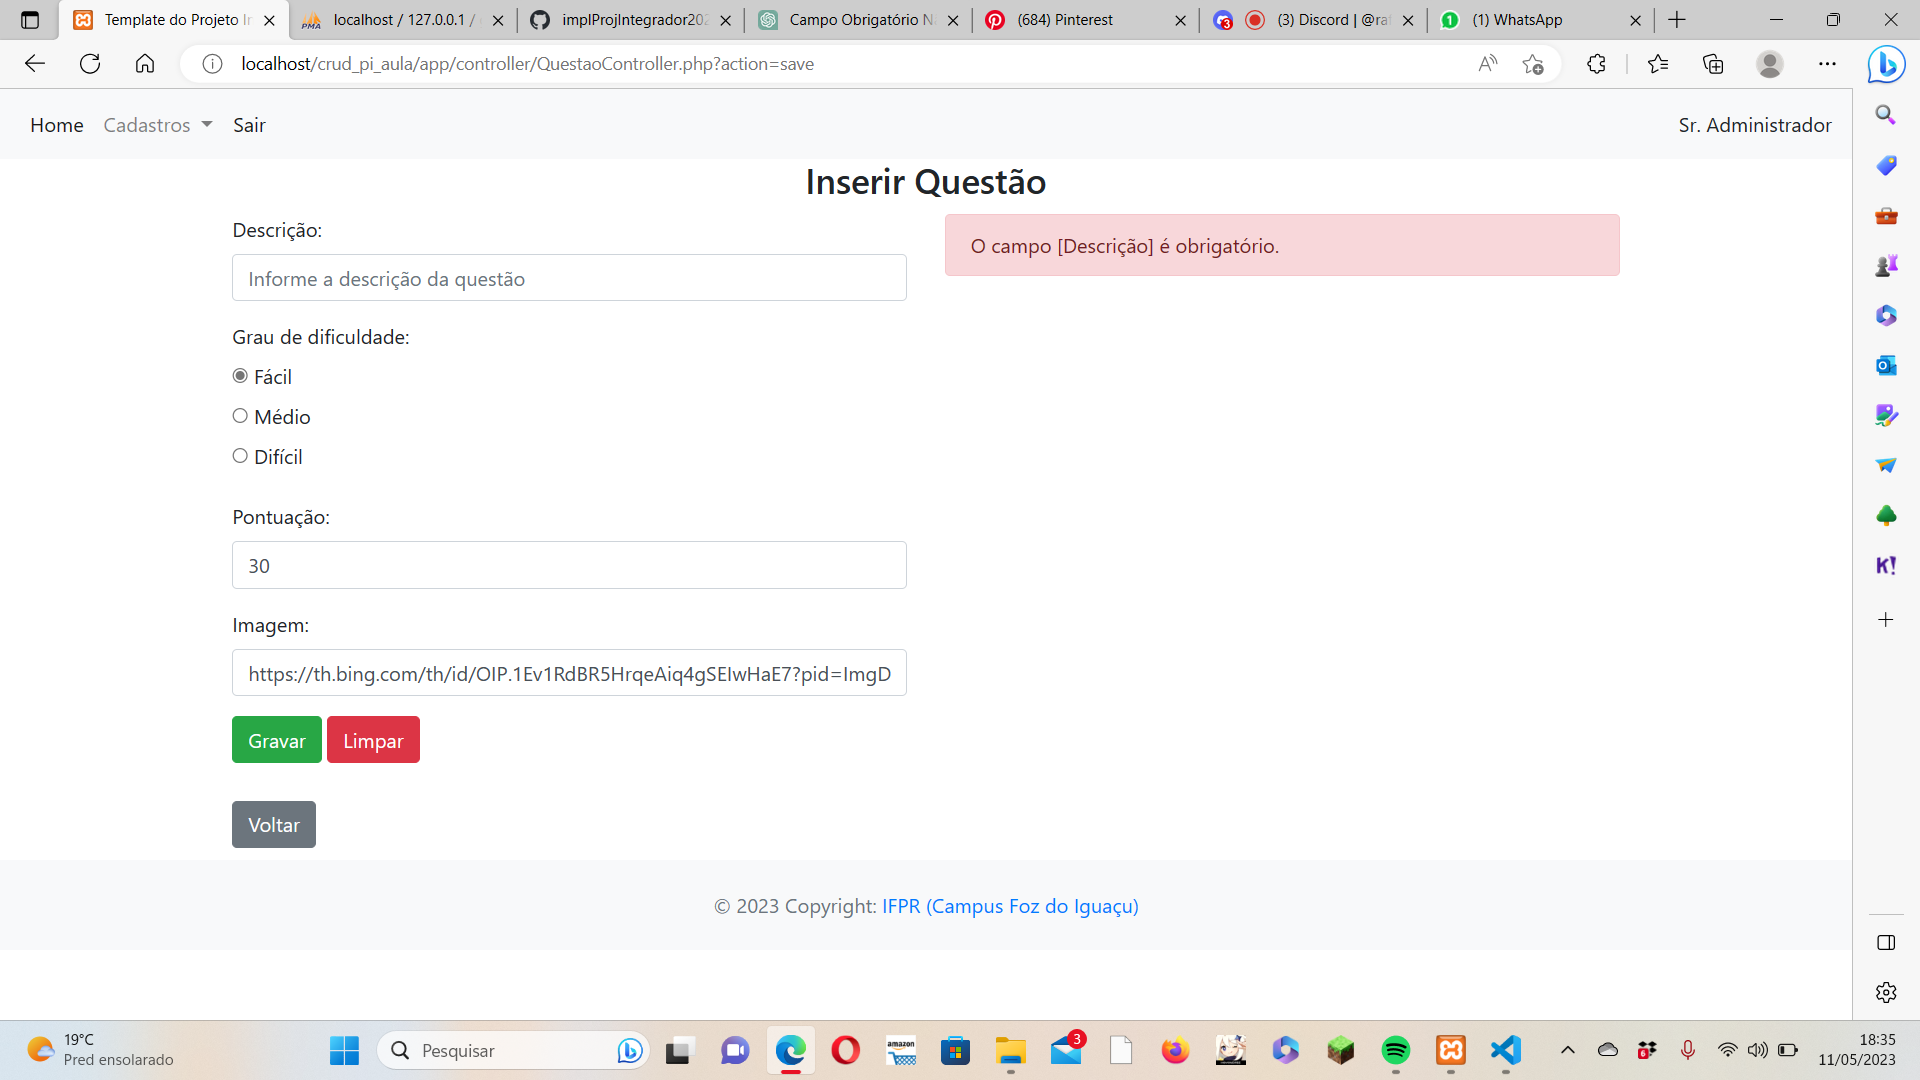 Template do Projeto In
localhost / 127.0.0.1 /
implProjIntegrador202
Campo Obrigatório N
(684) Pinterest
(3) Discord | @ra
(1) WhatsApp
localhost/crud_pi_aula/app/controller/QuestaoController.php?action=save
Home
Cadastros
Sair
Sr. Administrador
Inserir Questão
Descrição:
O campo [Descrição] é obrigatório.
Informe a descrição da questão
Grau de dificuldade:
Fácil
Médio
Difícil
Pontuação:
30
Imagem:
https://th.bing.com/th/id/OIP.1Ev1RdBR5HrqeAiq4gSEIwHaE7?pid=ImgD
Gravar
Limpar
Voltar
© 2023 Copyright: IFPR (Campus Foz do Iguaçu)
19°C
Pred ensolarado
Pesquisar
amazon
3
6
18:35
11/05/2023